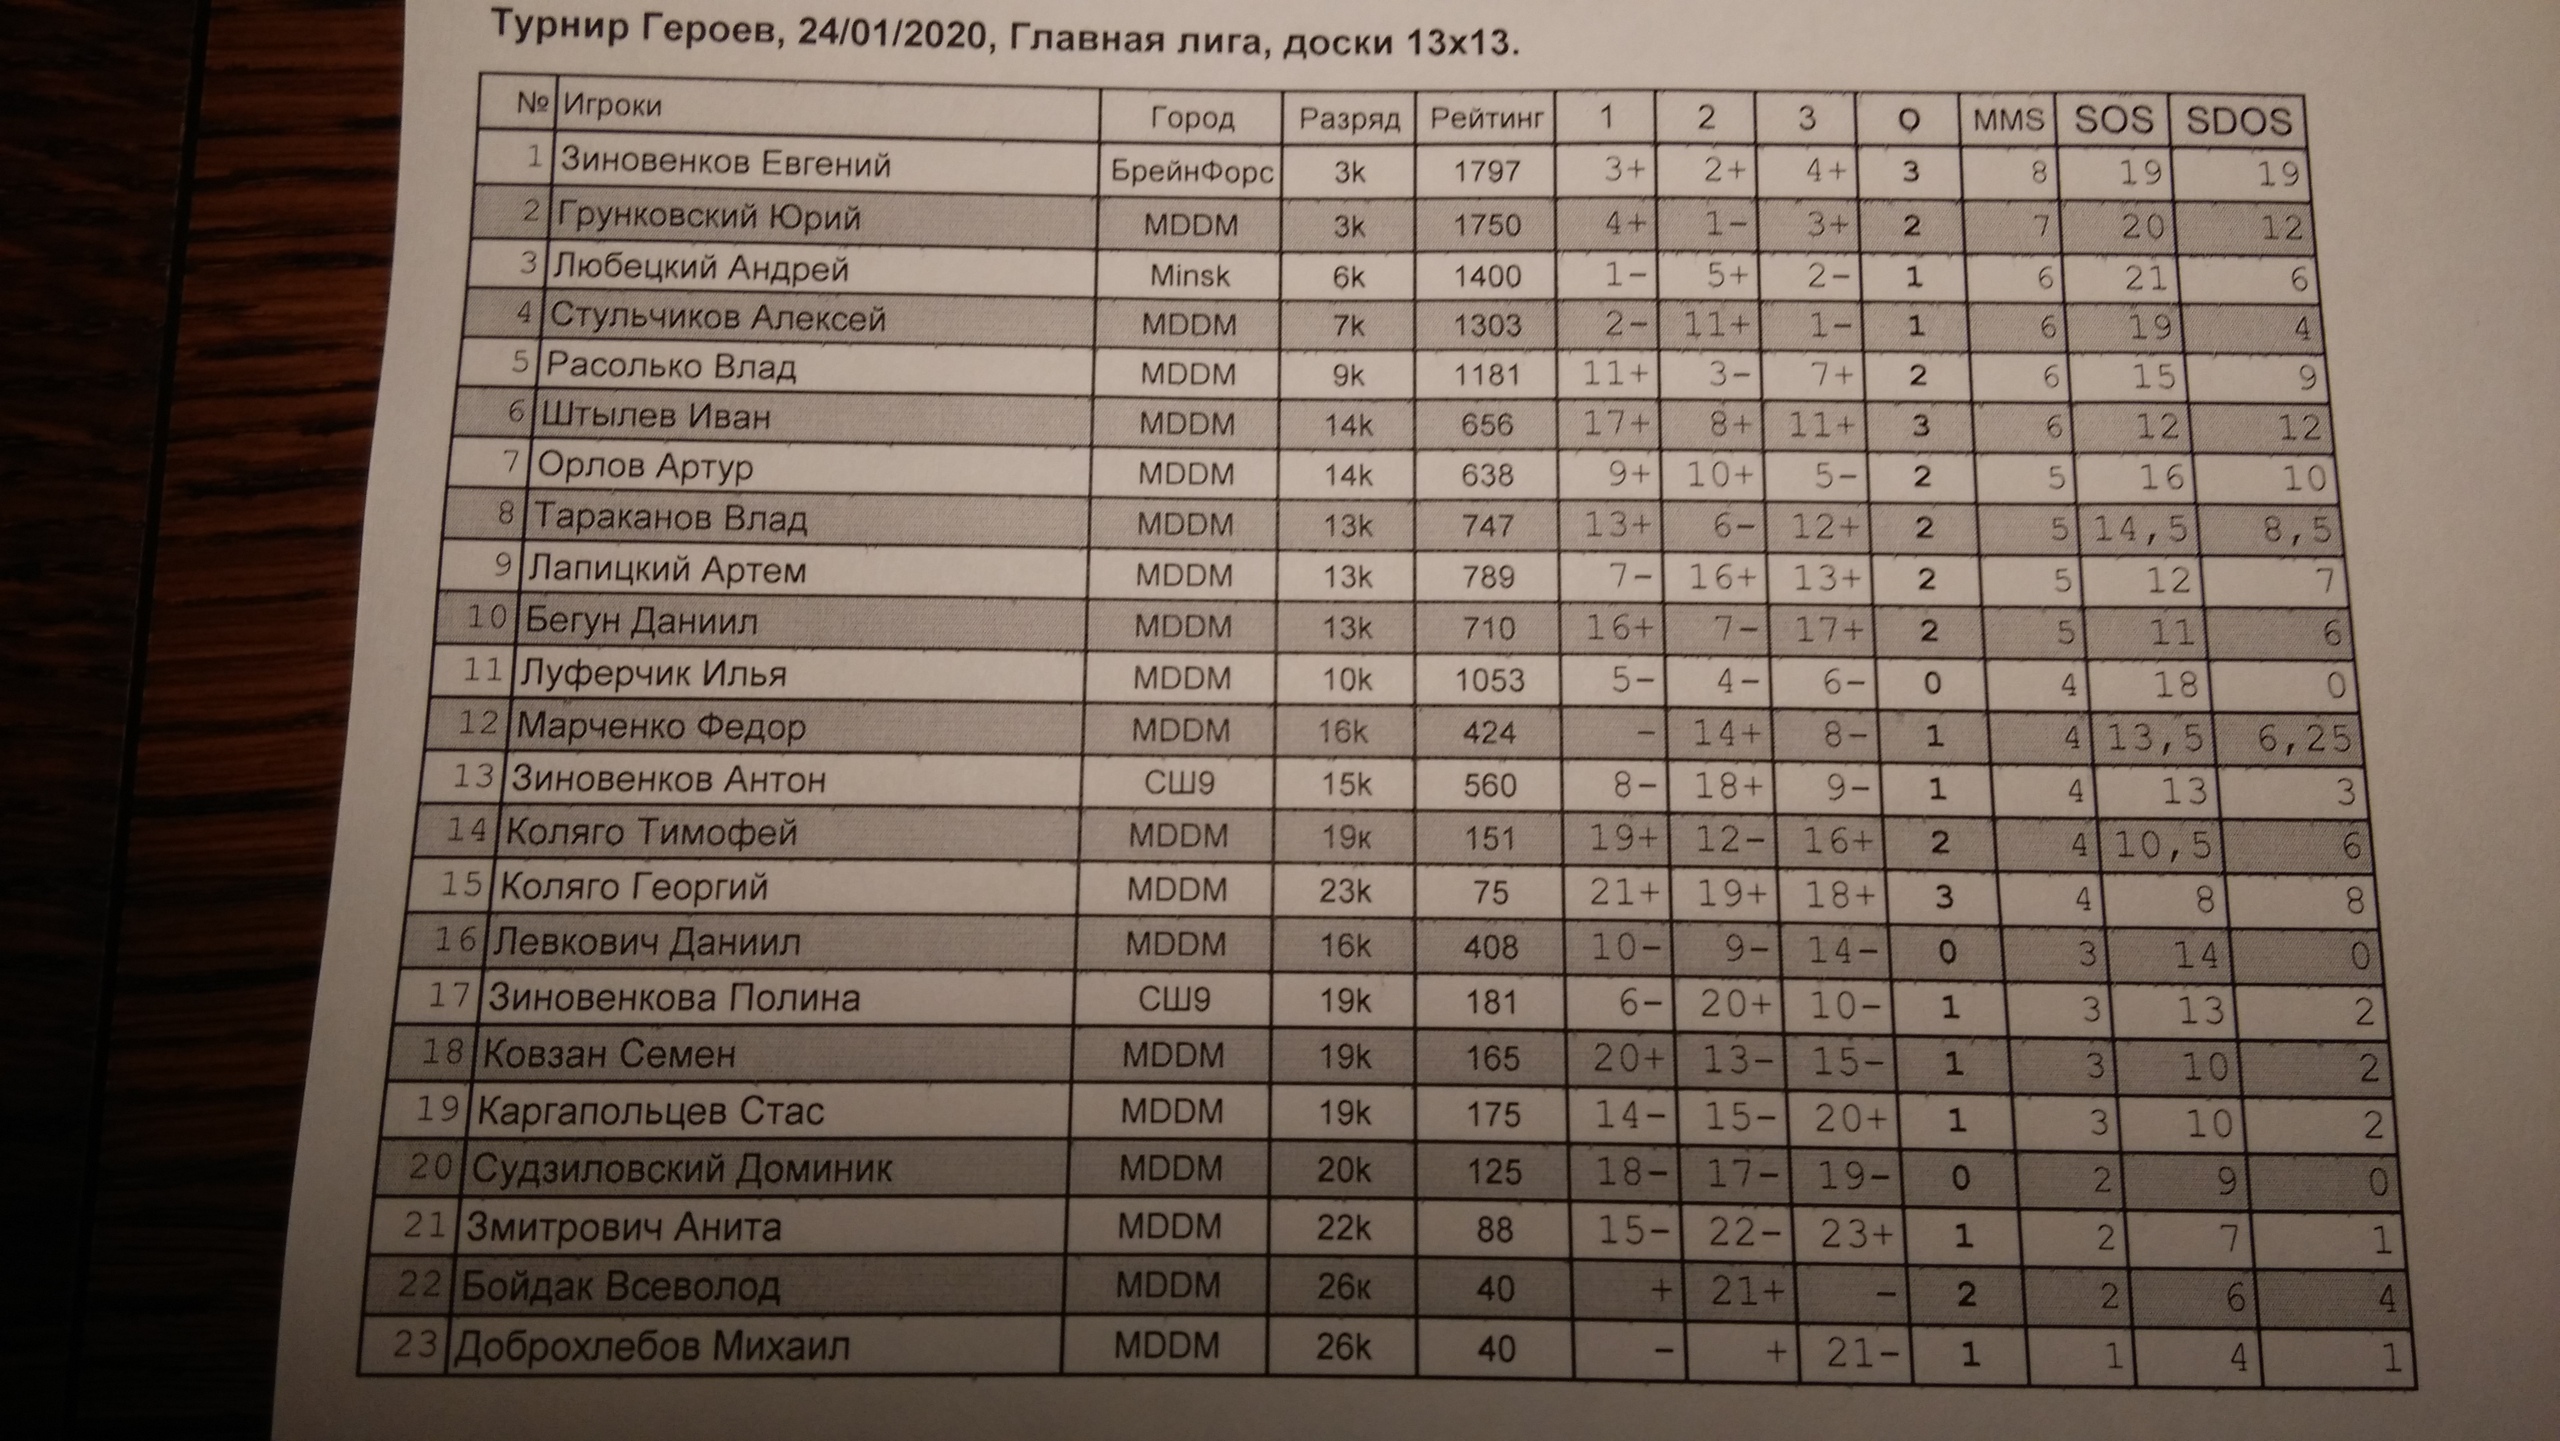 Турнир Героев, 24/01/2020, Главная лига, доски 13x13.
№ Игроки Город Разряд Рейтинг 1 2 3 О MMS SOS SDOS
1 Зиновенков Евгений БрейнФорс 3k 1797 3+ 2+ 4+ 3 8 19 19
2 Грунковский Юрий MDDM 3k 1750 4+ 1- 3+ 2 7 20 12
3 Любецкий Андрей Minsk 6k 1400 1- 5+ 2- 1 6 21 6
4 Стульчиков Алексей MDDM 7k 1303 2- 11+ 1- 1 6 19 4
5 Расолько Влад MDDM 9k 1181 11+ 3- 7+ 2 6 15 9
6 Штылев Иван MDDM 14k 656 17+ 8+ 11+ 3 6 12 12
7 Орлов Артур MDDM 14k 638 9+ 10+ 5- 2 5 16 10
8 Тараканов Влад MDDM 13k 747 13+ 6- 12+ 2 5 14,5 8,5
9 Лапицкий Артем MDDM 13k 789 7- 16+ 13+ 2 5 12 7
10 Бегун Даниил MDDM 13k 710 16+ 7- 17+ 2 5 11 6
11 Луферчик Илья MDDM 10k 1053 5- 4- 6- 0 4 18 0
12 Марченко Федор MDDM 16k 424 - 14+ 8- 1 4 13,5 6,25
13 Зиновенков Антон СШ9 15k 560 8- 18+ 9- 1 4 13 3
14 Коляго Тимофей MDDM 19к 151 19+ 12- 16+ 2 4 10,5 6
15 Коляго Георгий MDDM 23k 75 21+ 19+ 18+ 3 4 8 8
16 Левкович Даниил MDDM 16k 408 10- 9- 14- 0 3 14 0
17 Зиновенкова Полина СШ9 19k 181 6- 20+ 10- 1 3 13 2
18 Ковзан Семен MDDM 19k 165 20+ 13- 15- 1 3 10 2
19 Каргапольцев Стас MDDM 19k 175 14- 15- 20+ 1 3 10 2
20 Судзиловский Доминик MDDM 20k 125 18- 17- 19- 0 2 9 0
21 Змитрович Анита MDDM 22k 88 15- 22- 23+ 1 2 7 1
22 Бойдак Всеволод MDDM 26к 40 + 21+ - 2 2 6 4
23 Доброхлебов Михаил MDDM 26k 40 - + 21- 1 1 4 1